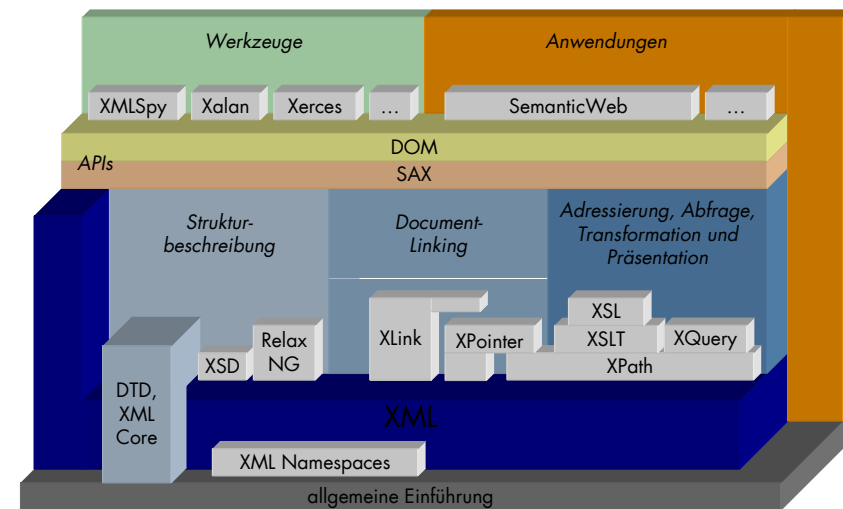 Werkzeuge
Anwendungen
XMLSpy
Xalan
Xerces
...
SemanticWeb
...
DOM
APIs
SAX
Struktur-
beschreibung
Document-
Linking
Adressierung, Abfrage,
Transformation und
Präsentation
XSL
Relax
NG
XLink
XPointer
XSLT
XQuery
XSD
XPath
DTD,
XML
Core
XML
XML Namespaces
allgemeine Einführung